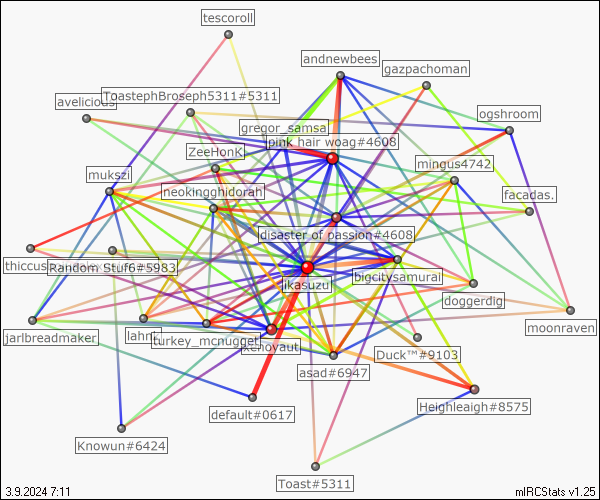 tescoroll
andnewbees
gazpachoman
avelicious
ToastephBroseph5311#5311
ogshroom
gregor_samsa
pink hair woag#4608
ZeeHonk
mingus4742
mukszi
neokingghidorah
facadas.
disaster of passion#4608
thiccus
Random Stuf6#5983
ikasuzu
bigcitysamurai
doggerdlg
moonraven
jarlbreadmaker
lahnr
turkey_mcnugget
xenovaut
Duck™#9103
asad#6947
default#0617
Heighleaigh#8575
Knowun#6424
Toast#5311
3.9.2024 7:11
mIRCStats v1.25